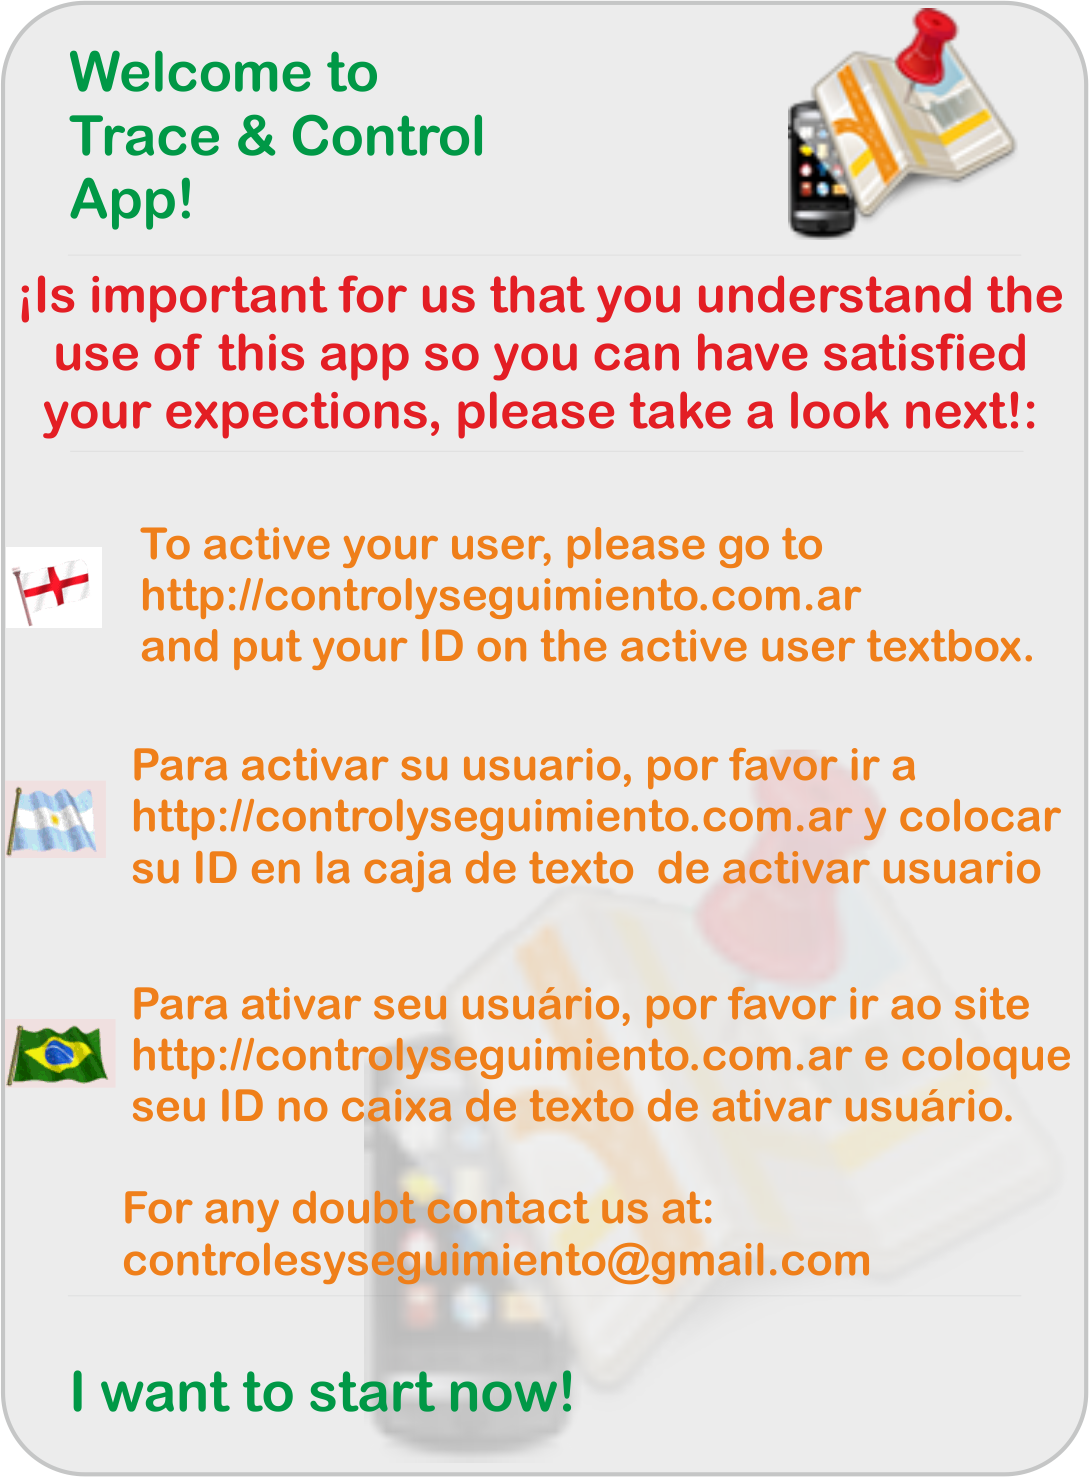 Welcome to
Trace & Control
App!
¡Is important for us that you understand the
use of this app so you can have satisfied
your expections, please take a look next!:
To active your user, please go to
http://controlyseguimiento.com.ar
and put your ID on the active user textbox.
Para activar su usuario, por favor ir a
http://controlyseguimiento.com.ar y colocar
su ID en la caja de texto  de activar usuario
Para ativar seu usuário, por favor ir ao site
http://controlyseguimiento.com.ar e coloque
seu ID no caixa de texto de ativar usuário.
For any doubt contact us at:
controlesyseguimiento@gmail.com
I want to start now!